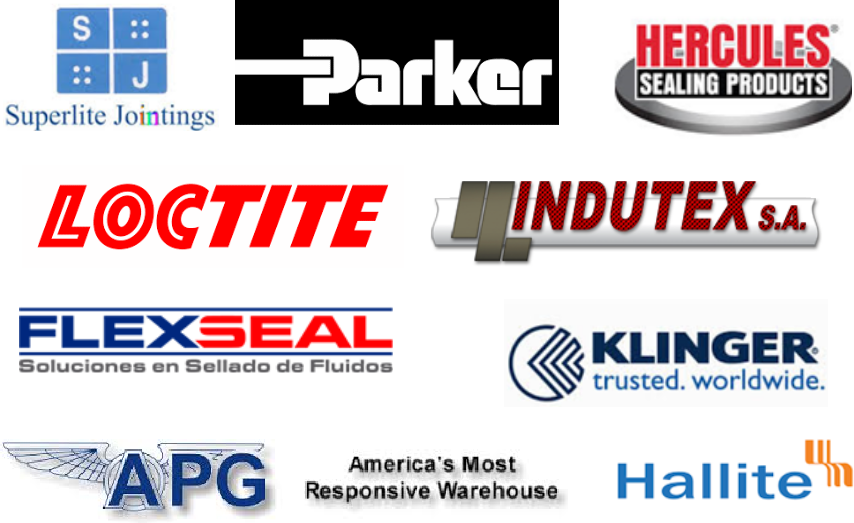 S
J
Superlite Jointings
Parker
HERCULES®
SEALING PRODUCTS
LOCTITE
INDUTEX S.A.
FLEXSEAL
Soluciones en Sellado de Fluidos
KLINGER®
trusted. worldwide.
APG
America's Most
Responsive Warehouse
Hallite